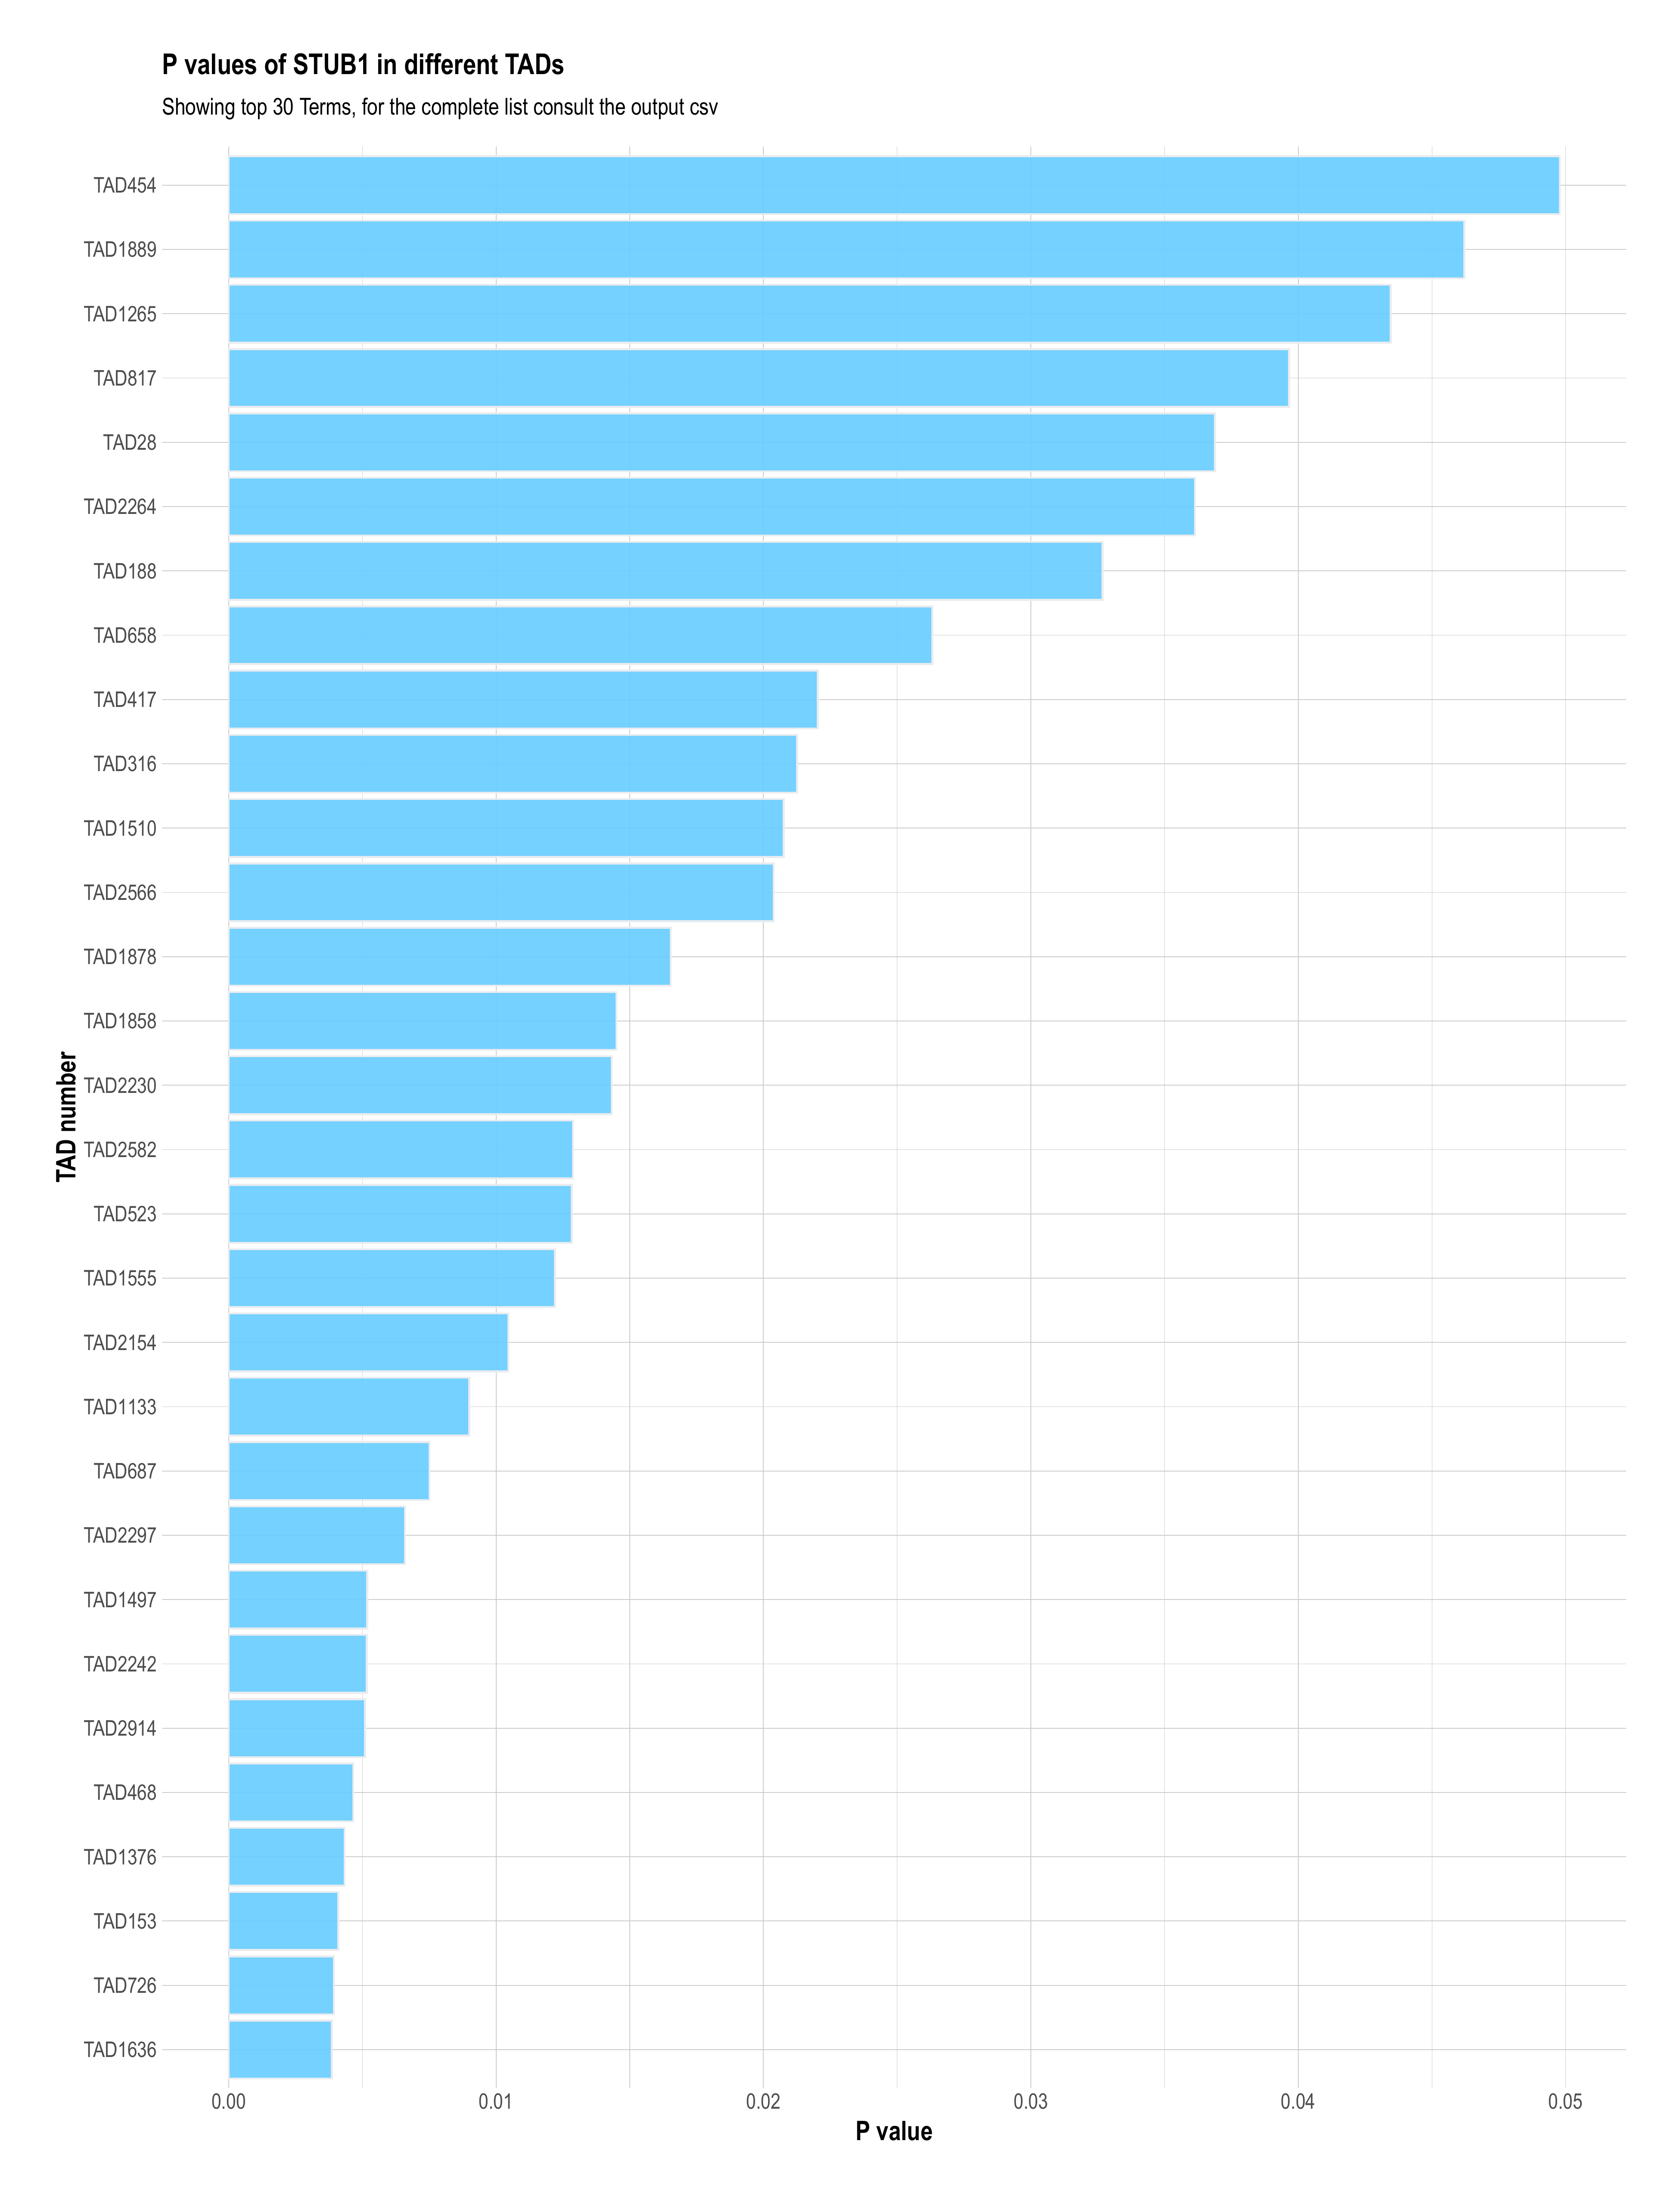 P values of STUB1 in different TADs
Showing top 30 Terms, for the complete list consult the output csv
TAD454
TAD1889
TAD1265
TAD817
TAD28
TAD2264
TAD188
TAD658
TAD417
TAD316
TAD1510
TAD2566
TAD1878
TAD1858
TAD2230
TAD2582
TAD523
TAD1555
TAD2154
TAD1133
TAD687
TAD2297
TAD1497
TAD2242
TAD2914
TAD468
TAD1376
TAD153
TAD726
TAD1636
TAD number
0.00 0.01 0.02 0.03 0.04 0.05
P value